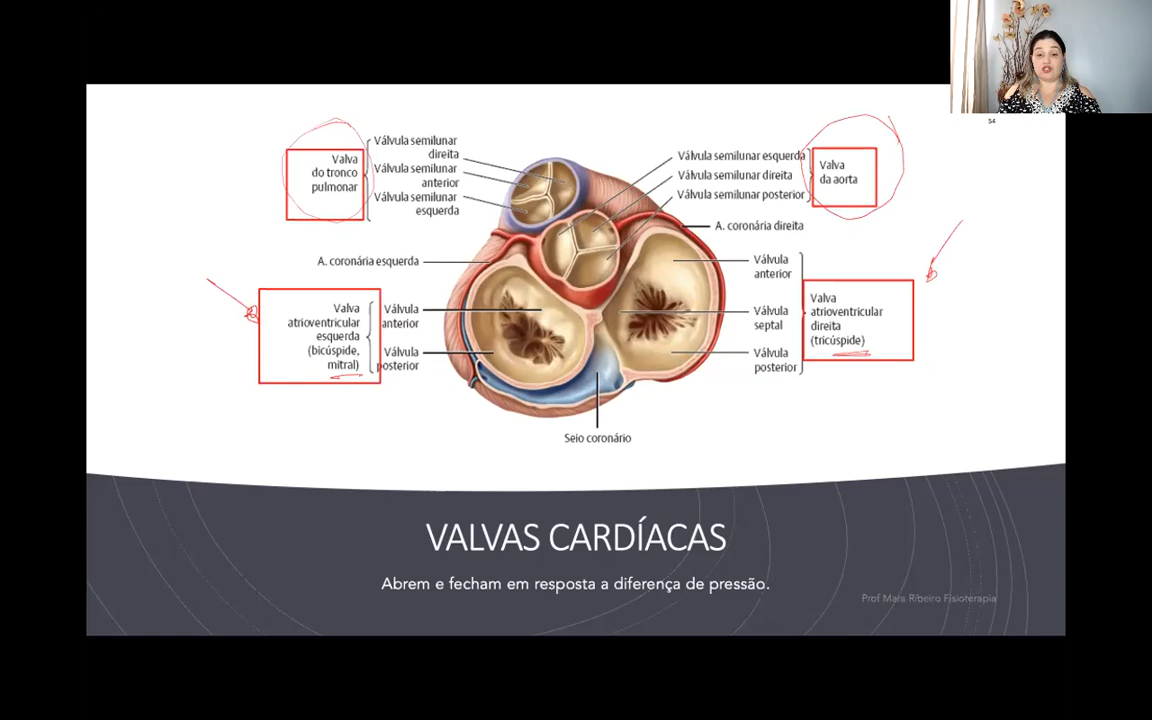 54
Válvula semilunar
direita
Válvula semilunar
anterior
Válvula semilunar
esquerda
Valva
do tronco
pulmonar
Válvula semilunar esquerda
Válvula semilunar direita
Válvula semilunar posterior
Valva
da aorta
A. coronária direita
A. coronária esquerda
Válvula
anterior
Válvula
septal
Válvula
posterior
Valva
atrioventricular
direita
(tricúspide)
Valva
atrioventricular
esquerda
(bicúspide,
mitral)
Válvula
anterior
Válvula
posterior
Seio coronário
VALVAS CARDÍACAS
Abrem e fecham em resposta a diferença de pressão.
Prof Mara Ribeiro Fisioterapia